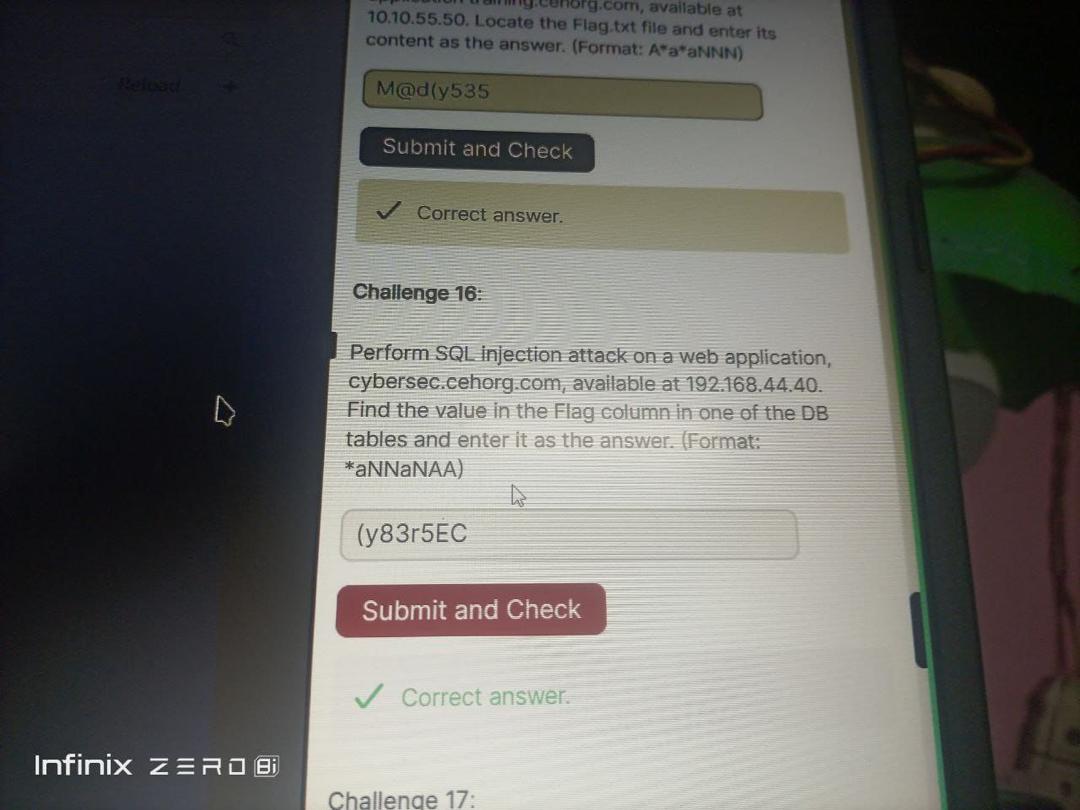 application training.cehorg.com, available at
10.10.55.50. Locate the Flag.txt file and enter its
content as the answer. (Format: A*a*aNNN)
Reload +
M@d(y535
Submit and Check
✓ Correct answer.
Challenge 16:
Perform SQL injection attack on a web application,
cybersec.cehorg.com, available at 192.168.44.40.
Find the value in the Flag column in one of the DB
tables and enter it as the answer. (Format:
*aNNaNAA)
(y83r5EC
Submit and Check
✓ Correct answer.
Infinix ZERO 8i
Challenge 17: